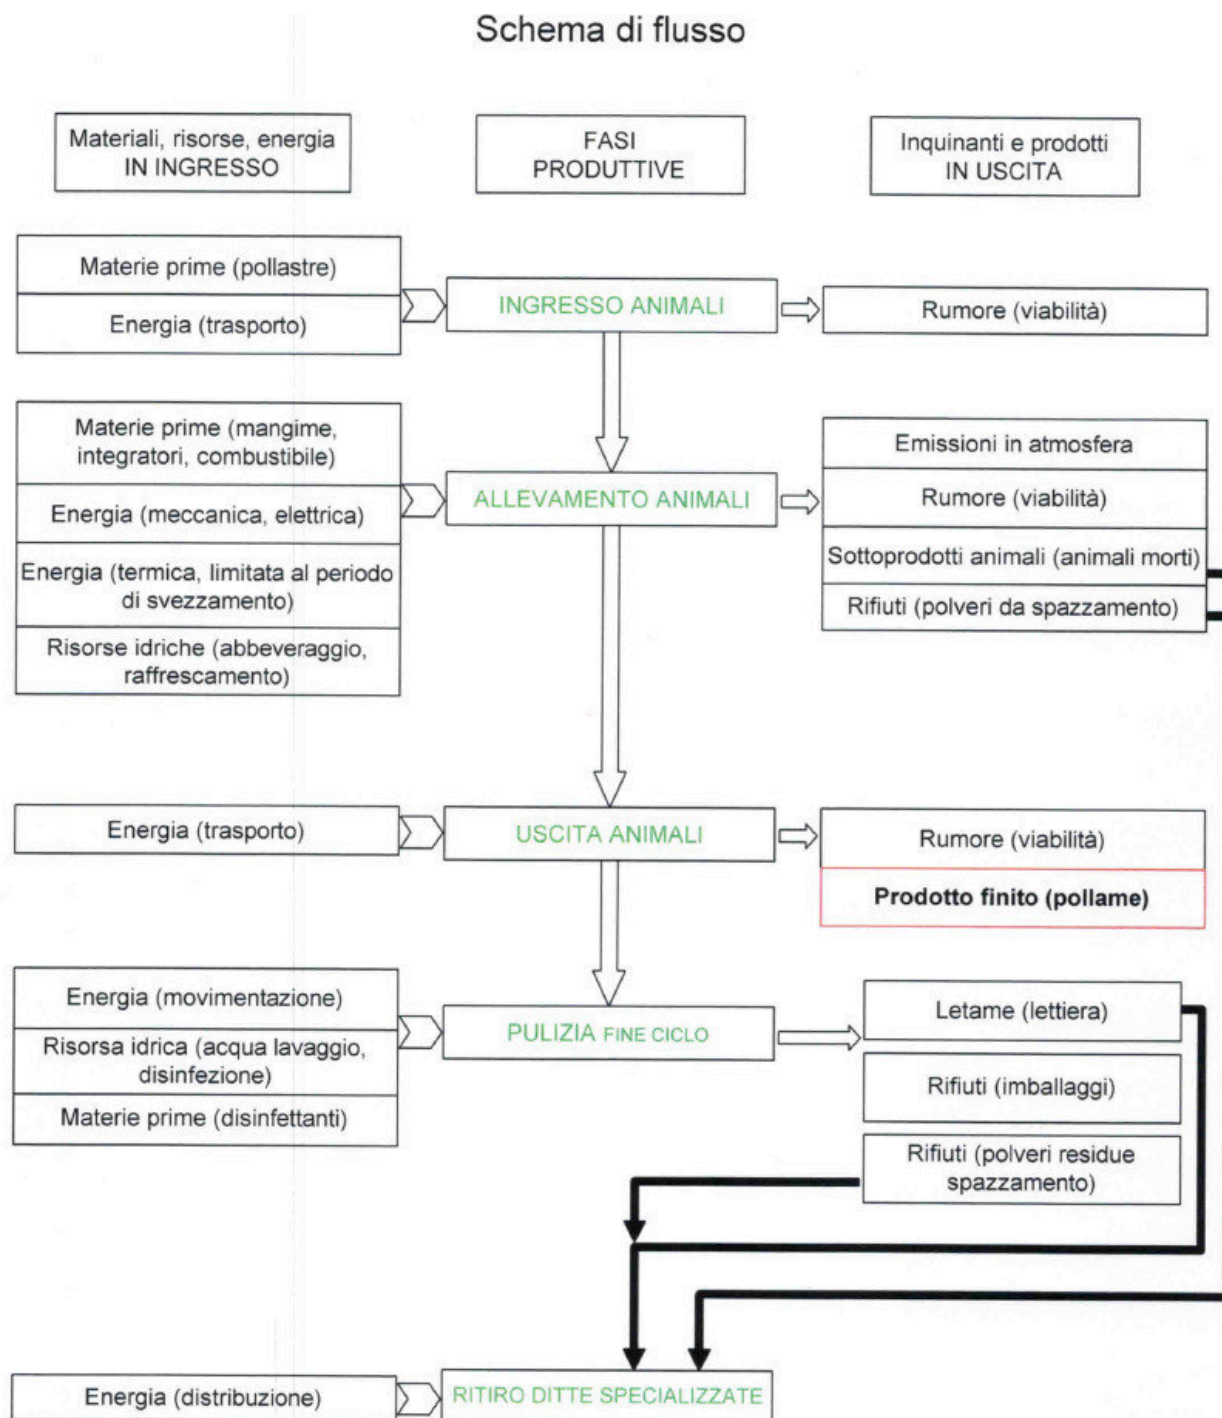 Schema di flusso
Materiali, risorse, energia
IN INGRESSO
FASI
PRODUTTIVE
Inquinanti e prodotti
IN USCITA
Materie prime (pollastre)
Energia (trasporto)
INGRESSO ANIMALI
Rumore (viabilità)
Materie prime (mangime,
integratori, combustibile)
Energia (meccanica, elettrica)
Energia (termica, limitata al periodo
di svezzamento)
Risorse idriche (abbeveraggio,
raffrescamento)
ALLEVAMENTO ANIMALI
Emissioni in atmosfera
Rumore (viabilità)
Sottoprodotti animali (animali morti)
Rifiuti (polveri da spazzamento)
Energia (trasporto)
USCITA ANIMALI
Rumore (viabilità)
Prodotto finito (pollame)
Energia (movimentazione)
Risorsa idrica (acqua lavaggio,
disinfezione)
Materie prime (disinfettanti)
PULIZIA FINE CICLO
Letame (lettiera)
Rifiuti (imballaggi)
Rifiuti (polveri residue
spazzamento)
Energia (distribuzione)
RITIRO DITTE SPECIALIZZATE